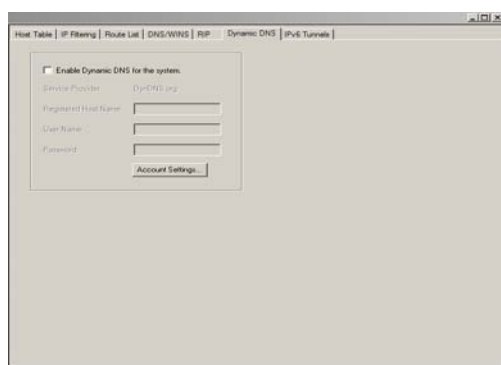 Host Table | IP Filtering | Route List | DNS/WINS | RIP | Dynamic DNS | IPv6 Tunnels
Enable Dynamic DNS for the system.
Service Provider DynDNS.org
Registered Host Name
User Name
Password
Account Settings...